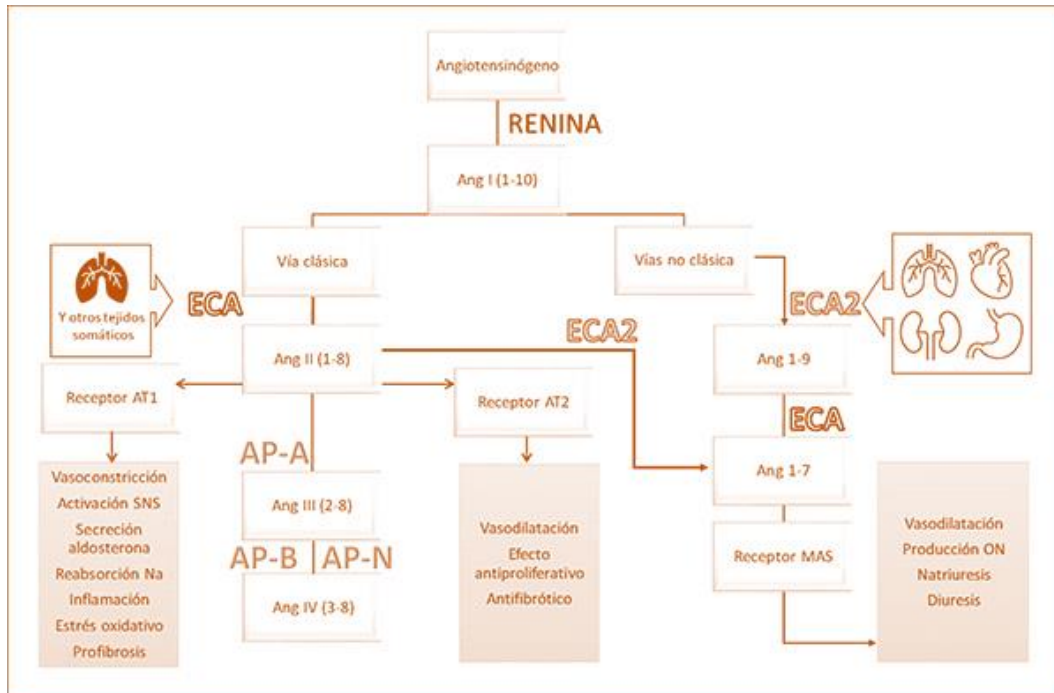 Angiotensinógeno
RENINA
Ang I (1-10)
Vía clásica
Vías no clásica
Y otros tejidos
somáticos
ECA
ECA2
ECA2
Ang II (1-8)
Ang 1-9
Receptor AT1
Receptor AT2
ECA
AP-A
Ang 1-7
Vasoconstricción
Activación SNS
Secreción
aldosterona
Reabsorción Na
Inflamación
Estrés oxidativo
Profibrosis
Ang III (2-8)
AP-B
AP-N
Ang IV (3-8)
Vasodilatación
Efecto
antiproliferativo
Antifibrótico
Receptor MAS
Vasodilatación
Producción ON
Natriuresis
Diuresis